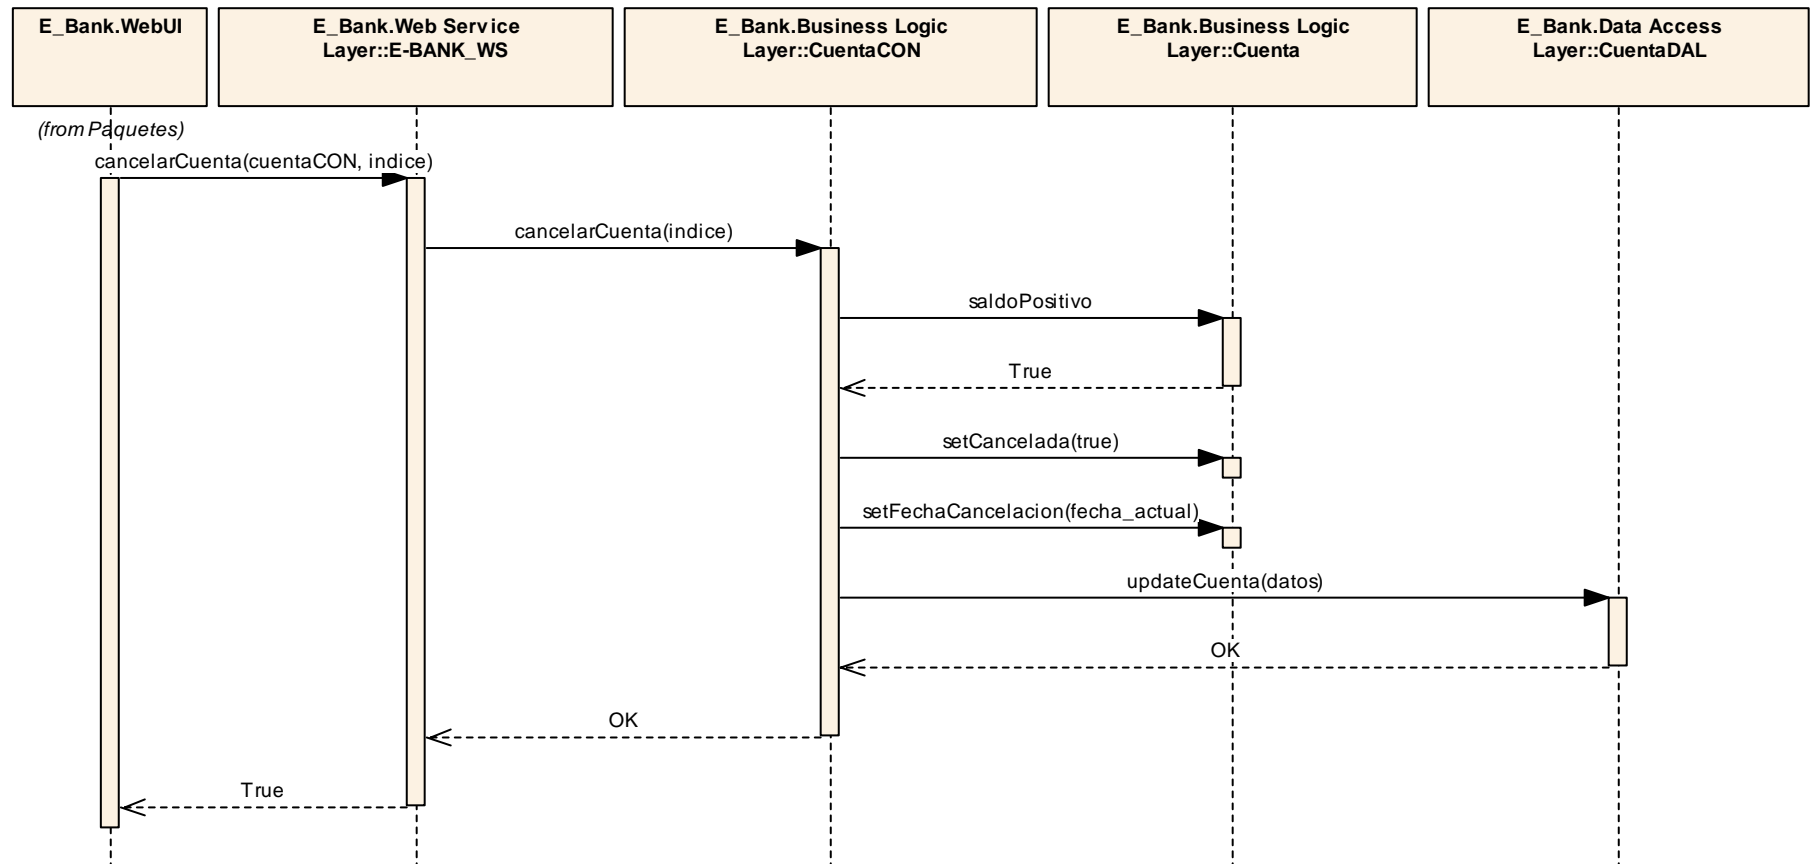 E_Bank.WebUI
E_Bank.Web Service
Layer::E-BANK_WS
E_Bank.Business Logic
Layer::CuentaCON
E_Bank.Business Logic
Layer::Cuenta
E_Bank.Data Access
Layer::CuentaDAL
(from Paquetes)
cancelarCuenta(cuentaCON, indice)
cancelarCuenta(indice)
saldoPositivo
True
setCancelada(true)
setFechaCancelacion(fecha_actual)
updateCuenta(datos)
OK
OK
True